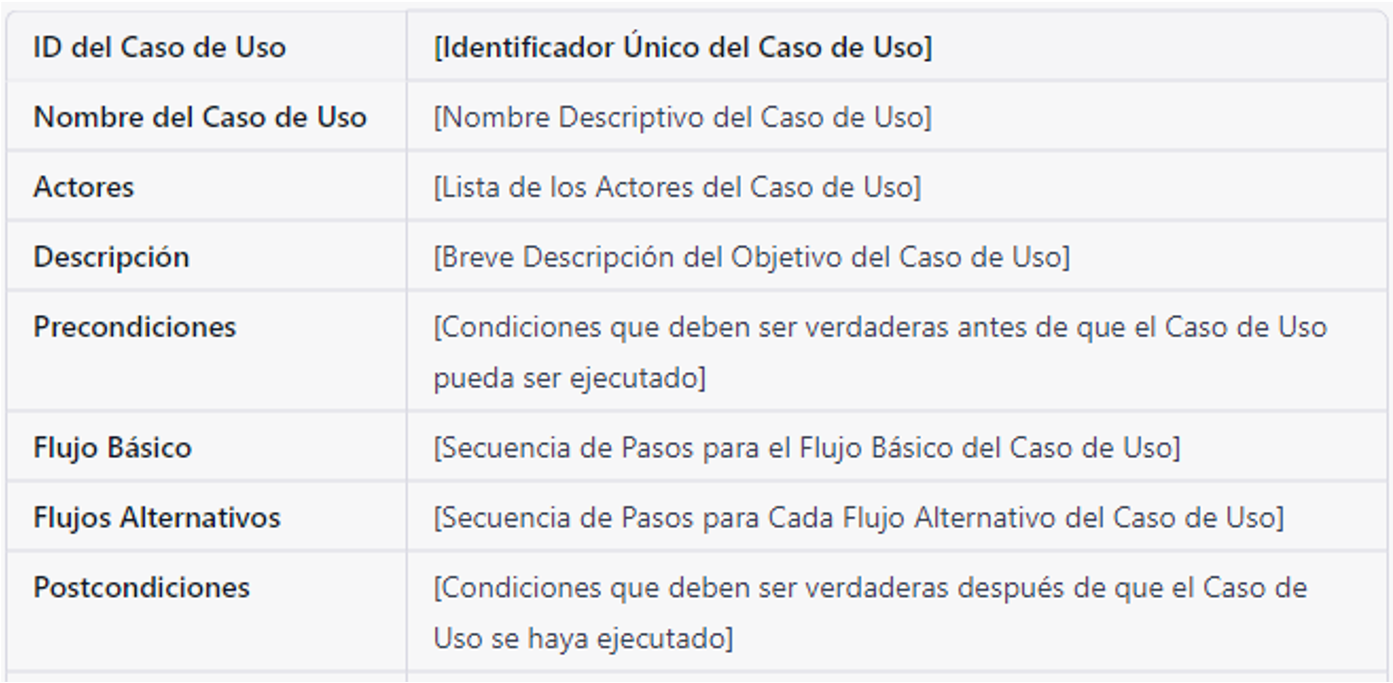 ID del Caso de Uso [Identificador Único del Caso de Uso]
Nombre del Caso de Uso [Nombre Descriptivo del Caso de Uso]
Actores [Lista de los Actores del Caso de Uso]
Descripción [Breve Descripción del Objetivo del Caso de Uso]
Precondiciones [Condiciones que deben ser verdaderas antes de que el Caso de Uso
pueda ser ejecutado]
Flujo Básico [Secuencia de Pasos para el Flujo Básico del Caso de Uso]
Flujos Alternativos [Secuencia de Pasos para Cada Flujo Alternativo del Caso de Uso]
Postcondiciones [Condiciones que deben ser verdaderas después de que el Caso de
Uso se haya ejecutado]